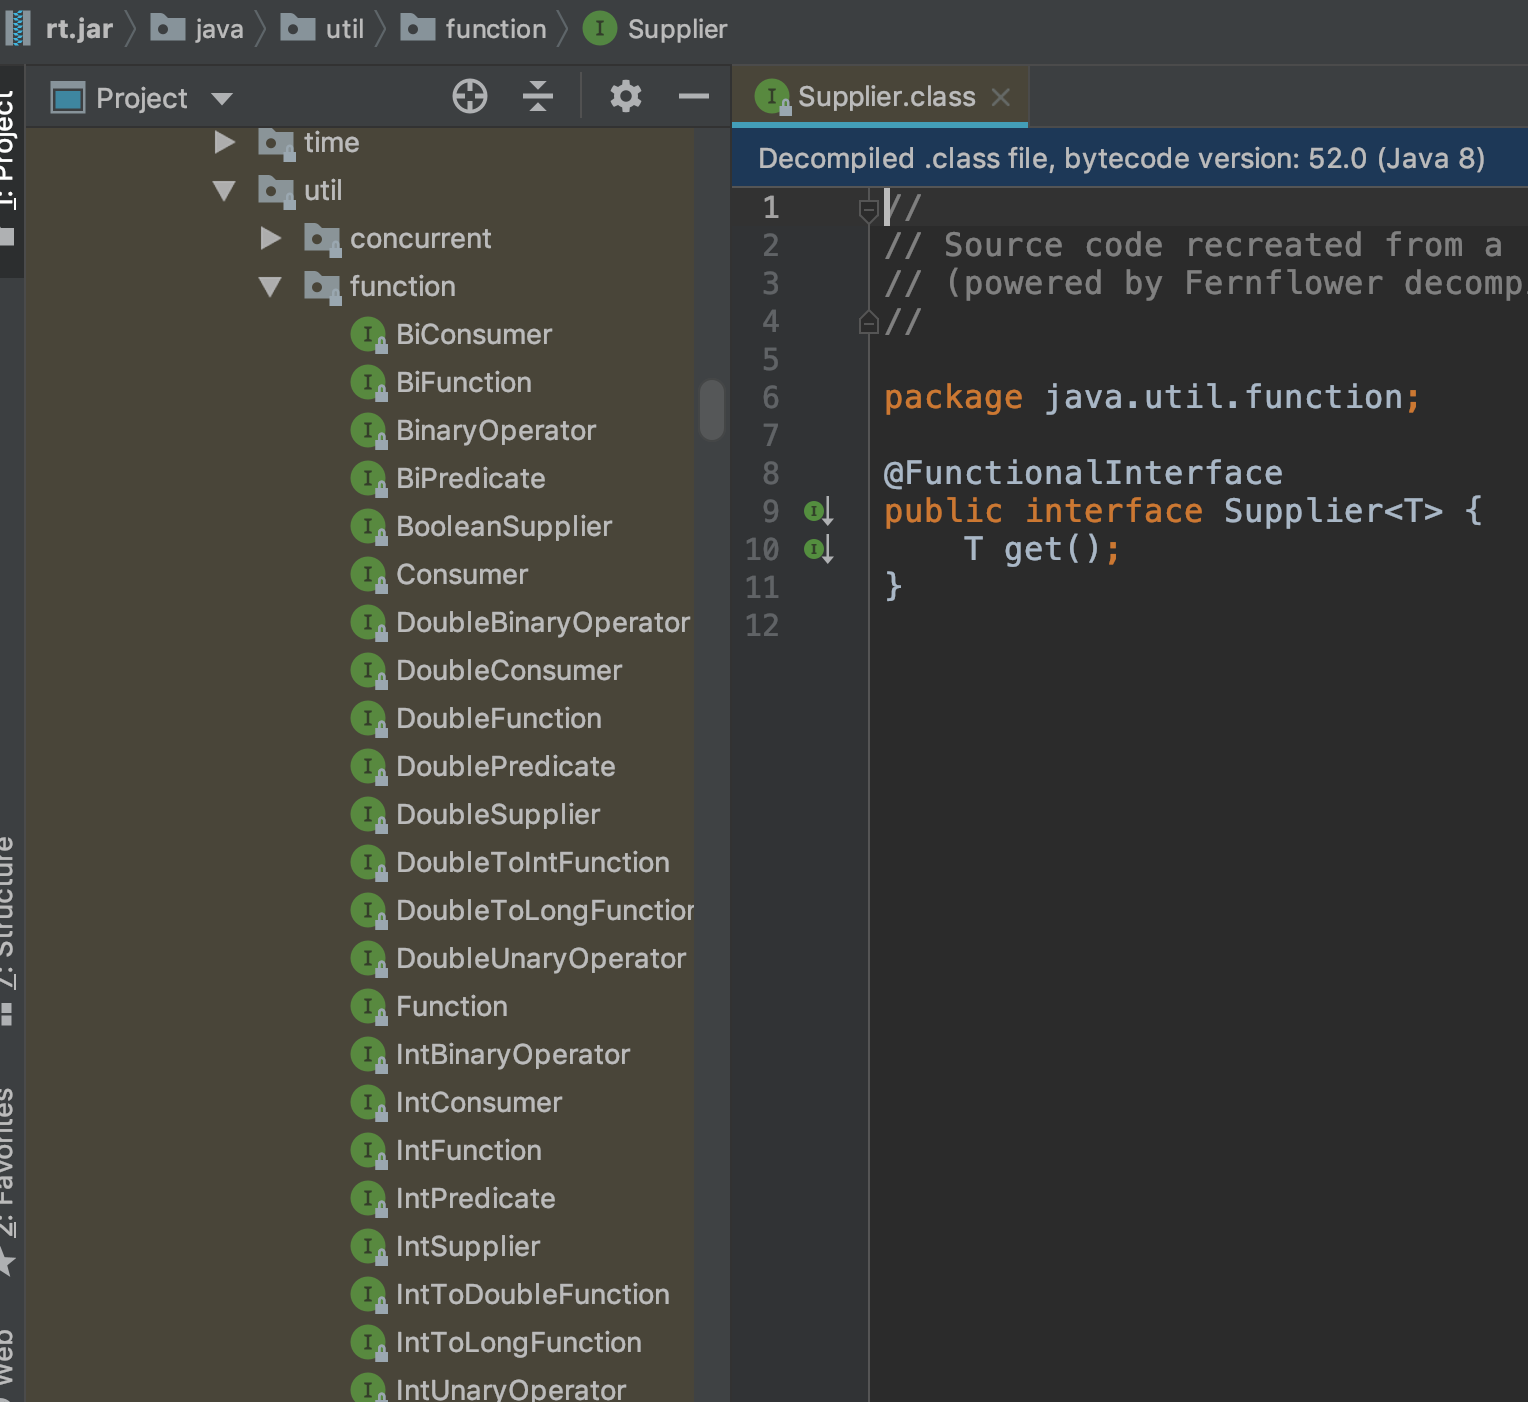 rt.jar java util function I Supplier
1: Project
Project
Supplier.class
time
util
concurrent
function
BiConsumer
BiFunction
BinaryOperator
BiPredicate
BooleanSupplier
Consumer
DoubleBinaryOperator
DoubleConsumer
DoubleFunction
DoublePredicate
DoubleSupplier
DoubleToIntFunction
DoubleToLongFunction
DoubleUnaryOperator
Function
IntBinaryOperator
IntConsumer
IntFunction
IntPredicate
IntSupplier
IntToDoubleFunction
IntToLongFunction
IntUnaryOperator
7: Structure
2: Favorites
Web
Decompiled .class file, bytecode version: 52.0 (Java 8)
1 //
2 // Source code recreated from a
3 // (powered by Fernflower decomp
4 //
5
6 package java.util.function;
7
8 @FunctionalInterface
9 public interface Supplier<T> {
10 T get();
11 }
12